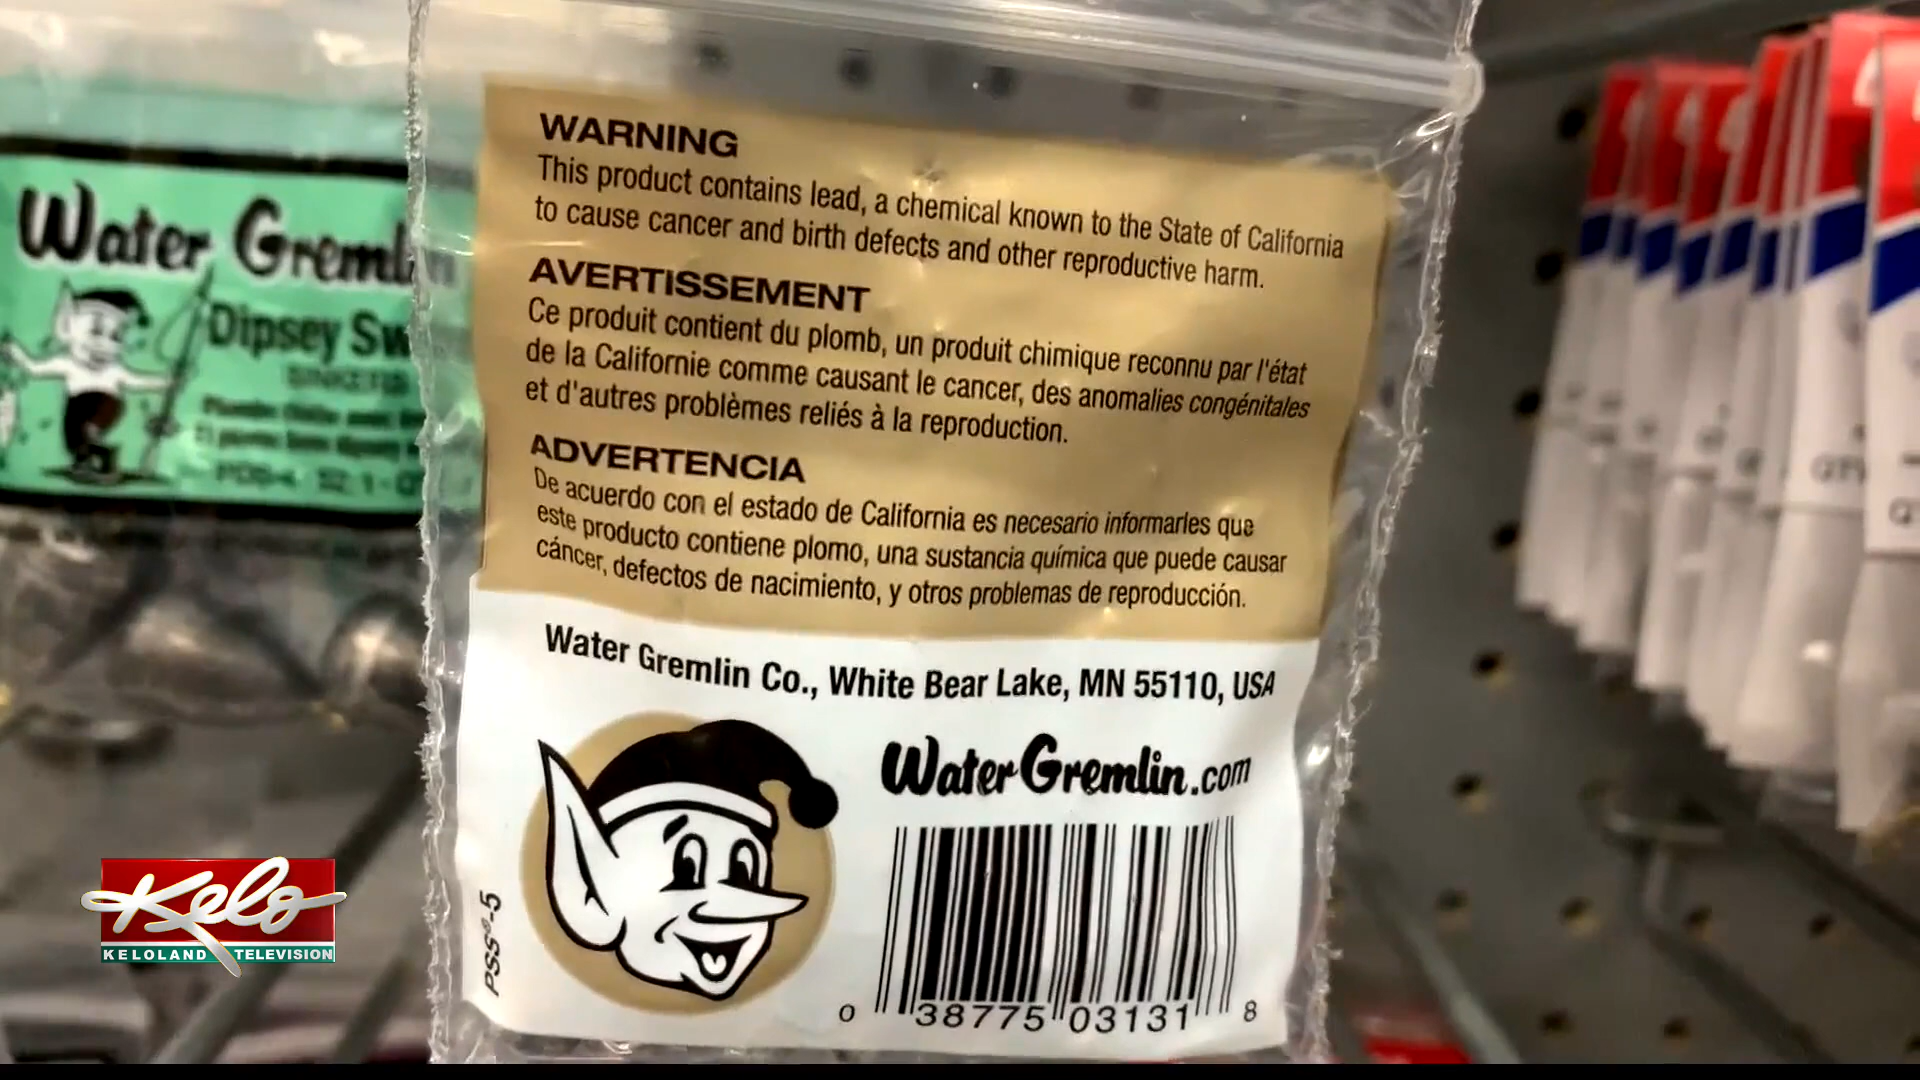 WARNING
This product contains lead, a chemical known to the State of California
to cause cancer and birth defects and other reproductive harm.
AVERTISSEMENT
Ce produit contient du plomb, un produit chimique reconnu par l'état
de la Californie comme causant le cancer, des anomalies congénitales
et d'autres problèmes reliés à la reproduction.
ADVERTENCIA
De acuerdo con el estado de California es necesario informarles que
este producto contiene plomo, una sustancia química que puede causar
cáncer, defectos de nacimiento, y otros problemas de reproducción.
Water Gremlin Co., White Bear Lake, MN 55110, USA
WaterGremlin.com
PSS®-5
0 38775 03131 8
Water Gremlin
Dipsey Sw
SINKERS
Kelo
KELOLAND TELEVISION